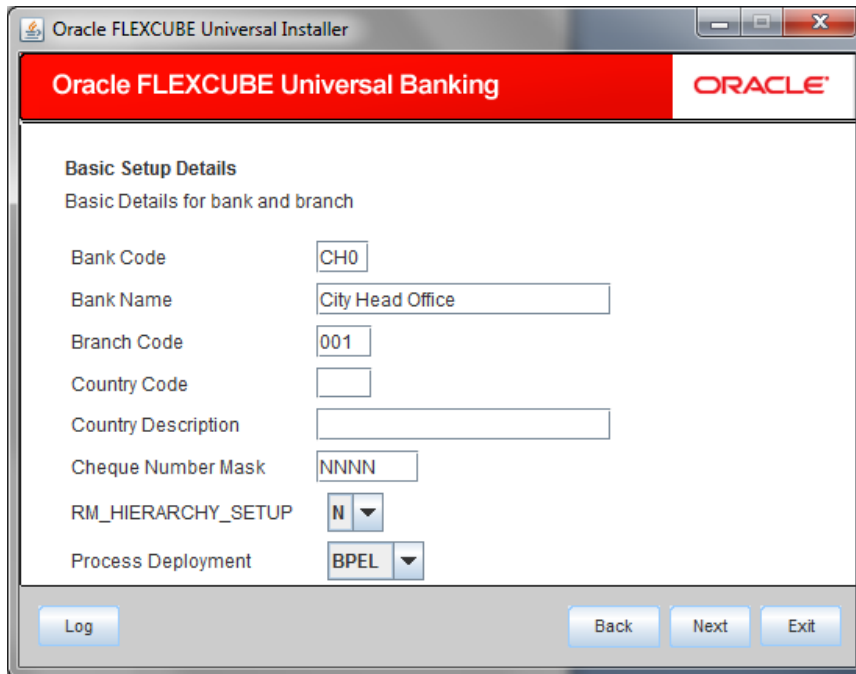 Oracle FLEXCUBE Universal Installer
Oracle FLEXCUBE Universal Banking ORACLE
Basic Setup Details
Basic Details for bank and branch
Bank Code CH0
Bank Name City Head Office
Branch Code 001
Country Code
Country Description
Cheque Number Mask NNNN
RM_HIERARCHY_SETUP N
Process Deployment BPEL
Log Back Next Exit